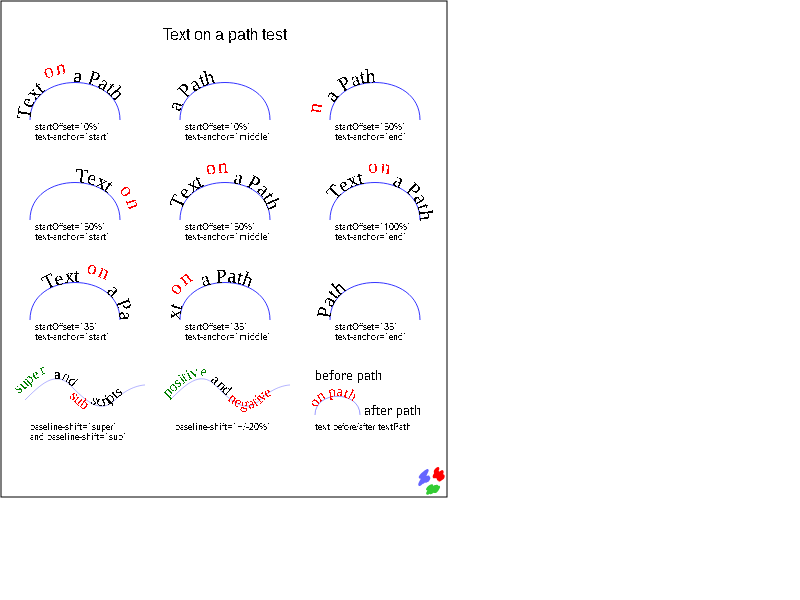 Text on a path test
Text on a Path
a Path
n a Path
startOffset="0%"
text-anchor="start"
startOffset="0%"
text-anchor="middle"
startOffset="50%"
text-anchor="end"
Text on
Text on a Path
Text on a Path
startOffset="50%"
text-anchor="start"
startOffset="50%"
text-anchor="middle"
startOffset="100%"
text-anchor="end"
Text on a Pa
xt on a Path
Path
startOffset="35"
text-anchor="start"
startOffset="35"
text-anchor="middle"
startOffset="35"
text-anchor="end"
super and sub scripts
positive and negative
before path
on path
after path
baseline-shift="super"
and baseline-shift="sub"
baseline-shift="+/-20%"
text before/after textPath